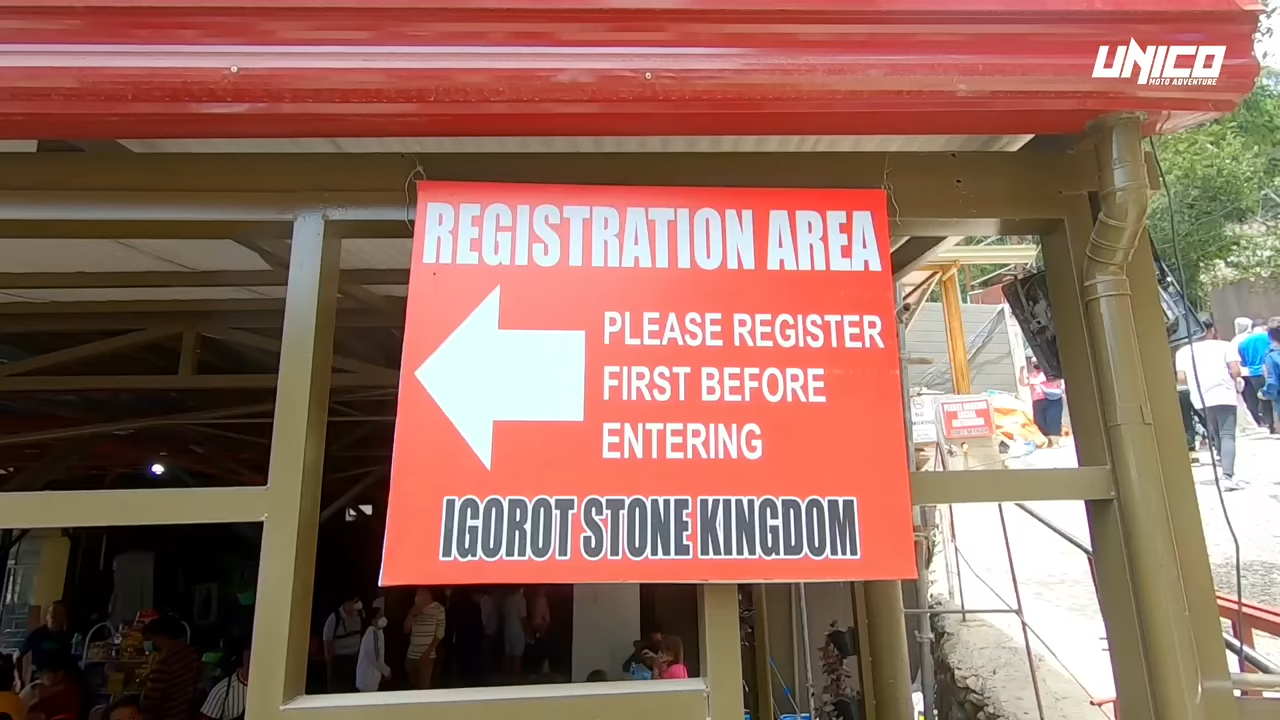 UNICO
MOTO ADVENTURE
REGISTRATION AREA
PLEASE REGISTER
FIRST BEFORE
ENTERING
IGOROT STONE KINGDOM